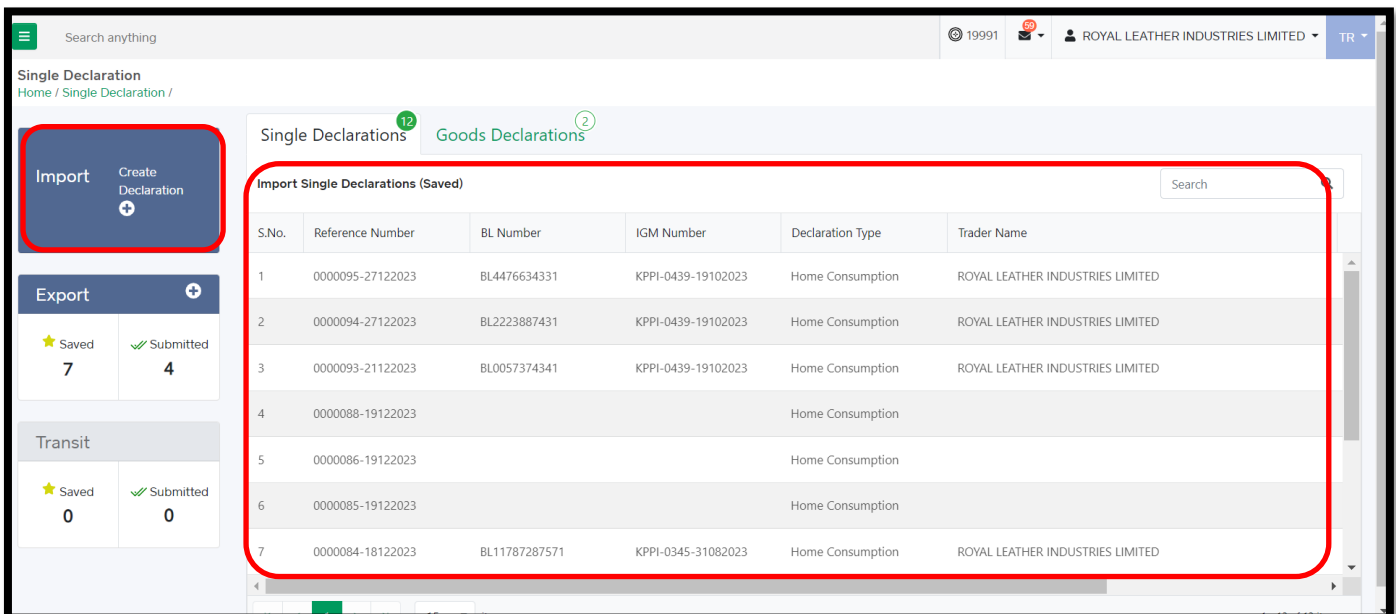 Search anything
19991
59
ROYAL LEATHER INDUSTRIES LIMITED
TR
Single Declaration
Home / Single Declaration /
Import
Create
Declaration
Export
Saved
7
Submitted
4
Transit
Saved
0
Submitted
0
Single Declarations 12
Goods Declarations 2
Import Single Declarations (Saved)
Search
S.No. Reference Number BL Number IGM Number Declaration Type Trader Name
1 0000095-27122023 BL4476634331 KPPI-0439-19102023 Home Consumption ROYAL LEATHER INDUSTRIES LIMITED
2 0000094-27122023 BL2223887431 KPPI-0439-19102023 Home Consumption ROYAL LEATHER INDUSTRIES LIMITED
3 0000093-21122023 BL0057374341 KPPI-0439-19102023 Home Consumption ROYAL LEATHER INDUSTRIES LIMITED
4 0000088-19122023 Home Consumption
5 0000086-19122023 Home Consumption
6 0000085-19122023 Home Consumption
7 0000084-18122023 BL11787287571 KPPI-0345-31082023 Home Consumption ROYAL LEATHER INDUSTRIES LIMITED